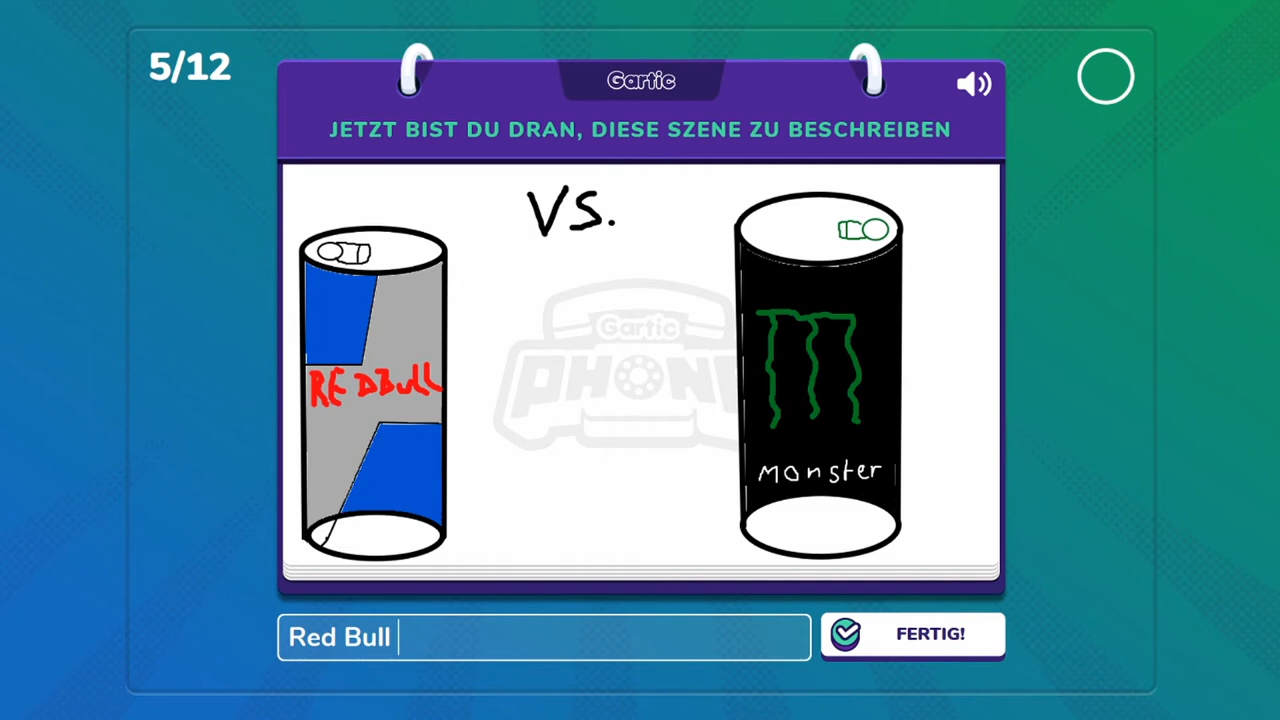 5/12
Gartic
JETZT BIST DU DRAN, DIESE SZENE ZU BESCHREIBEN
VS.
REDBULL
Gartic
PHONE
monster
Red Bull
FERTIG!